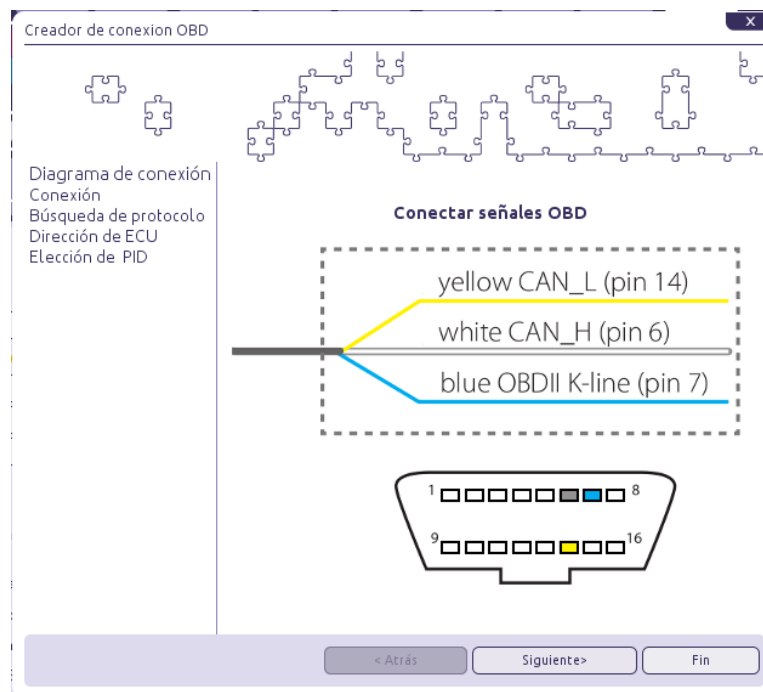 Creador de conexion OBD
X
Diagrama de conexión
Conexión
Búsqueda de protocolo
Dirección de ECU
Elección de PID
Conectar señales OBD
yellow CAN_L (pin 14)
white CAN_H (pin 6)
blue OBDII K-line (pin 7)
1 8
9 16
< Atrás
Siguiente>
Fin